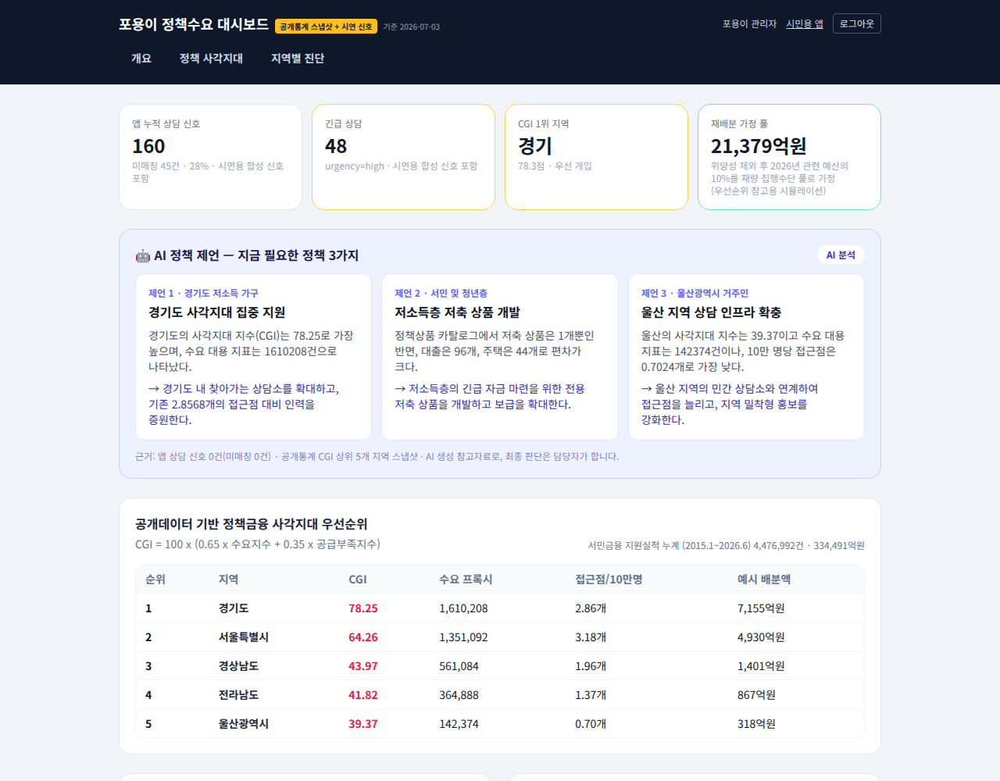 포용이 정책수요 대시보드 공개통계 스냅샷 + 시연 신호 기준 2026-07-03
포용이 관리자 시민용 앱 로그아웃
개요 정책 사각지대 지역별 진단
앱 누적 상담 신호
160
미매칭 45건 · 28% · 시연용 합성 신호
포함
긴급 상담
48
urgency=high · 시연용 합성 신호 포함
CGI 1위 지역
경기
78.3점 · 우선 개입
재배분 가정 풀
21,379억원
위양성 제외 후 2026년 관련 예산의
10%를 재량 집행수단 풀로 가정
(우선순위 참고용 시뮬레이션)
🤖 AI 정책 제언 — 지금 필요한 정책 3가지
AI 분석
제언 1 · 경기도 저소득 가구
경기도 사각지대 집중 지원
경기도의 사각지대 지수(CGI)는 78.25로 가장
높으며, 수요 대용 지표는 1610208건으로
나타났다.
→ 경기도 내 찾아가는 상담소를 확대하고,
기존 2.8568개의 접근점 대비 인력을
증원한다.
제언 2 · 서민 및 청년층
저소득층 저축 상품 개발
정책상품 카탈로그에서 저축 상품은 1개뿐인
반면, 대출은 96개, 주택은 44개로 편차가
크다.
→ 저소득층의 긴급 자금 마련을 위한 전용
저축 상품을 개발하고 보급을 확대한다.
제언 3 · 울산광역시 거주민
울산 지역 상담 인프라 확충
울산의 사각지대 지수는 39.37이고 수요 대용
지표는 142374건이나, 10만 명당 접근점은
0.7024개로 가장 낮다.
→ 울산 지역의 민간 상담소와 연계하여
접근점을 늘리고, 지역 밀착형 홍보를
강화한다.
근거: 앱 상담 신호 0건(미매칭 0건) · 공개통계 CGI 상위 5개 지역 스냅샷 · AI 생성 참고자료로, 최종 판단은 담당자가 합니다.
공개데이터 기반 정책금융 사각지대 우선순위
CGI = 100 x (0.65 x 수요지수 + 0.35 x 공급부족지수)
서민금융 지원실적 누계 (2015.1~2026.6) 4,476,992건 · 334,491억원
순위 지역 CGI 수요 프록시 접근점/10만명 예시 배분액
1 경기도 78.25 1,610,208 2.86개 7,155억원
2 서울특별시 64.26 1,351,092 3.18개 4,930억원
3 경상남도 43.97 561,084 1.96개 1,401억원
4 전라남도 41.82 364,888 1.37개 867억원
5 울산광역시 39.37 142,374 0.70개 318억원